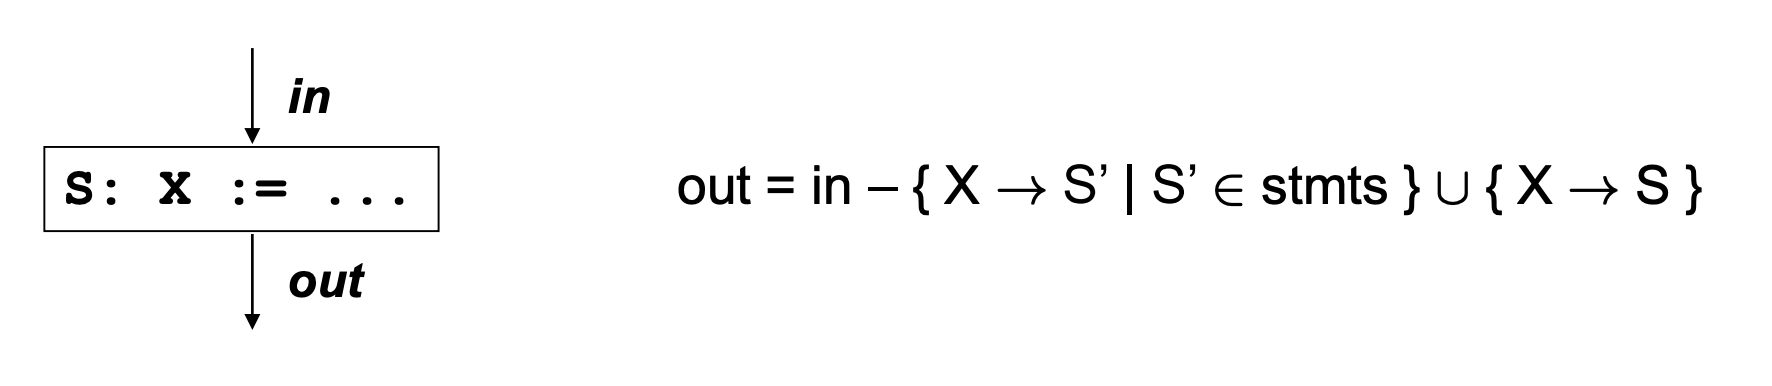 in
S: X := ...
out = in – { X → S’ | S’ ∈ stmts } ∪ { X → S }
out